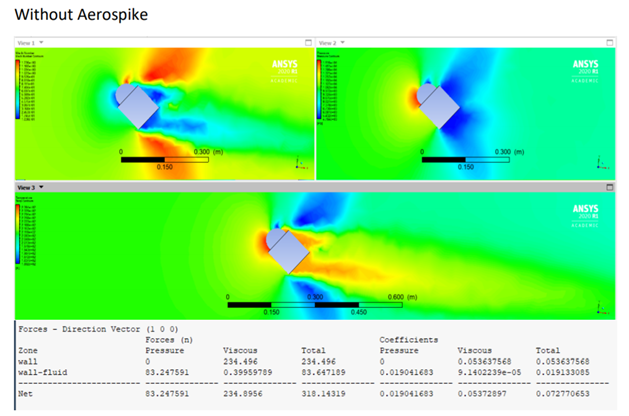 Without Aerospike
View 1
View 2
ANSYS
2020 R1
ACADEMIC
ANSYS
2020 R1
ACADEMIC
0 0.300 (m)
0.150
0 0.300 (m)
0.150
View 3
ANSYS
2020 R1
ACADEMIC
0 0.300 0.600 (m)
0.150 0.450
Forces - Direction Vector (1 0 0)
Forces (n) Coefficients
Zone Pressure Viscous Total Pressure Viscous Total
wall 0 234.496 234.496 0 0.053637568 0.053637568
wall-fluid 83.247591 0.39959789 83.647189 0.019041683 9.1402239e-05 0.019133085
Net 83.247591 234.8956 318.14319 0.019041683 0.05372897 0.072770653